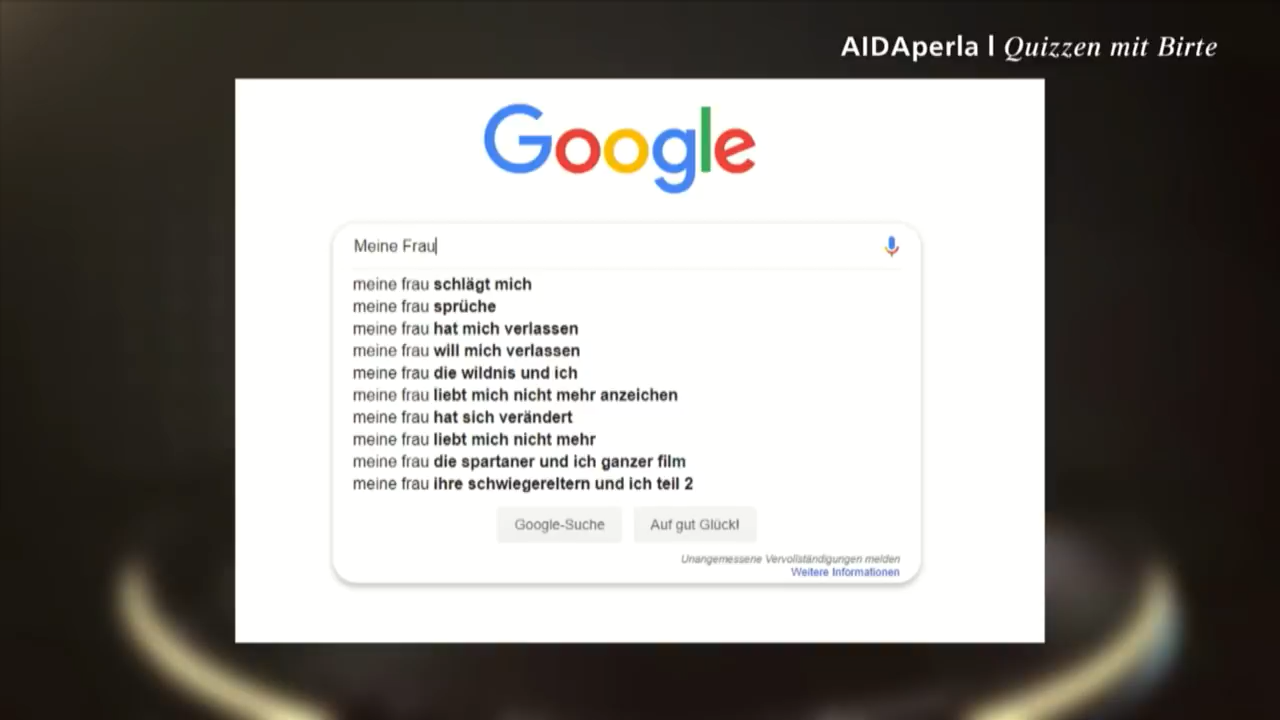 AIDAperla | Quizzen mit Birte
Google
Meine Frau
meine frau schlägt mich
meine frau sprüche
meine frau hat mich verlassen
meine frau will mich verlassen
meine frau die wildnis und ich
meine frau liebt mich nicht mehr anzeichen
meine frau hat sich verändert
meine frau liebt mich nicht mehr
meine frau die spartaner und ich ganzer film
meine frau ihre schwiegereltern und ich teil 2
Google-Suche Auf gut Glück!
Unangemessene Vervollständigungen melden
Weitere Informationen